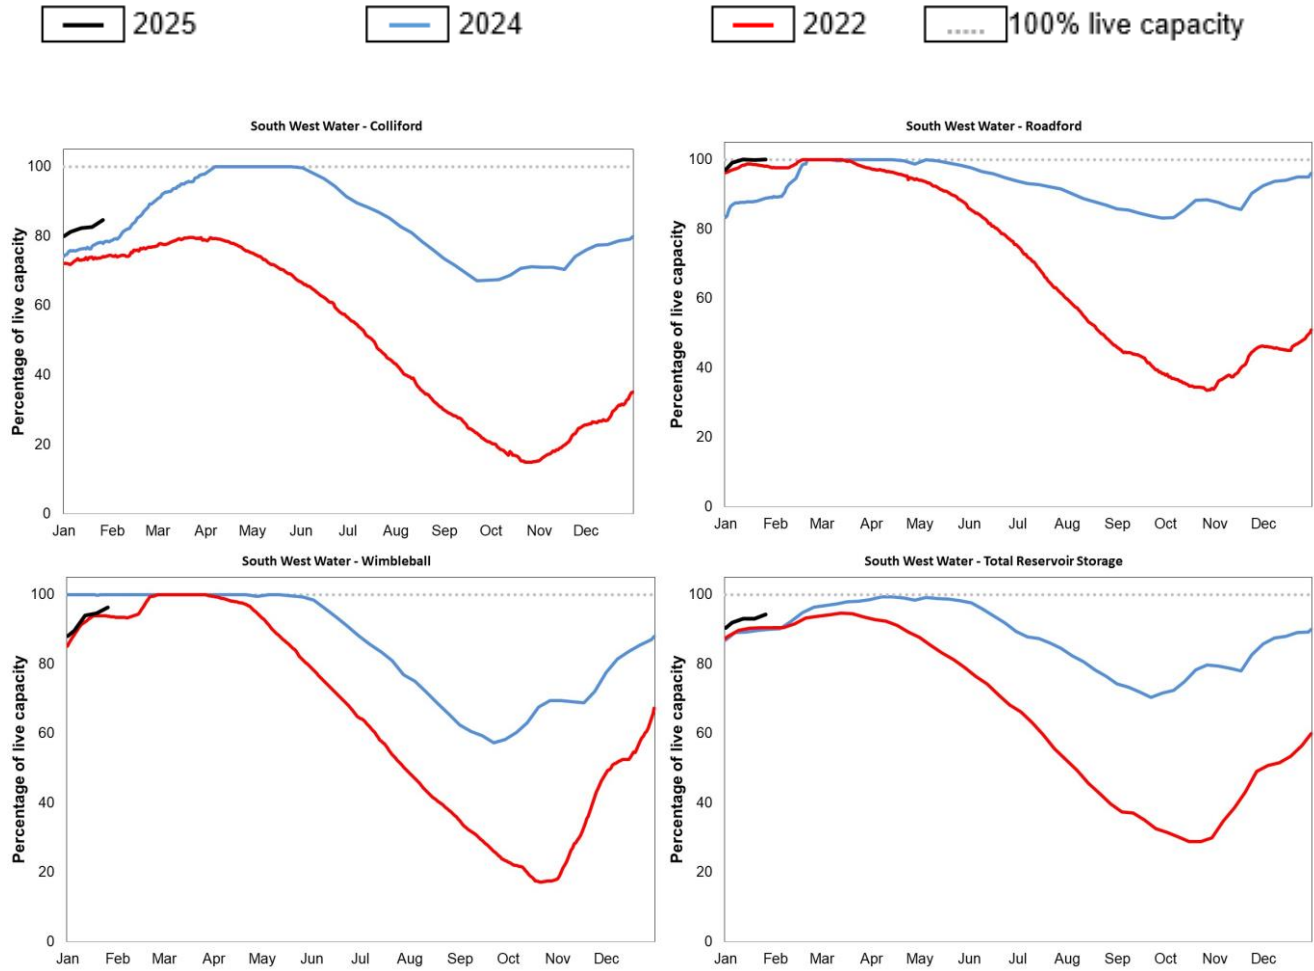 2025 2024 2022 100% live capacity
South West Water - Colliford
Percentage of live capacity
100
80
60
40
20
0
Jan Feb Mar Apr May Jun Jul Aug Sep Oct Nov Dec
South West Water - Roadford
Percentage of live capacity
100
80
60
40
20
0
Jan Feb Mar Apr May Jun Jul Aug Sep Oct Nov Dec
South West Water - Wimbleball
Percentage of live capacity
100
80
60
40
20
0
Jan Feb Mar Apr May Jun Jul Aug Sep Oct Nov Dec
South West Water - Total Reservoir Storage
Percentage of live capacity
100
80
60
40
20
0
Jan Feb Mar Apr May Jun Jul Aug Sep Oct Nov Dec